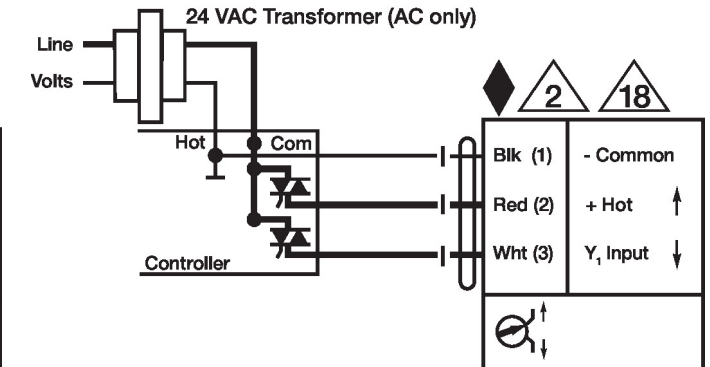 24 VAC Transformer (AC only)
Line
Volts
2 18
Hot Com
Blk (1) - Common
Red (2) + Hot ↑
Wht (3) Y₁ Input ↓
Controller